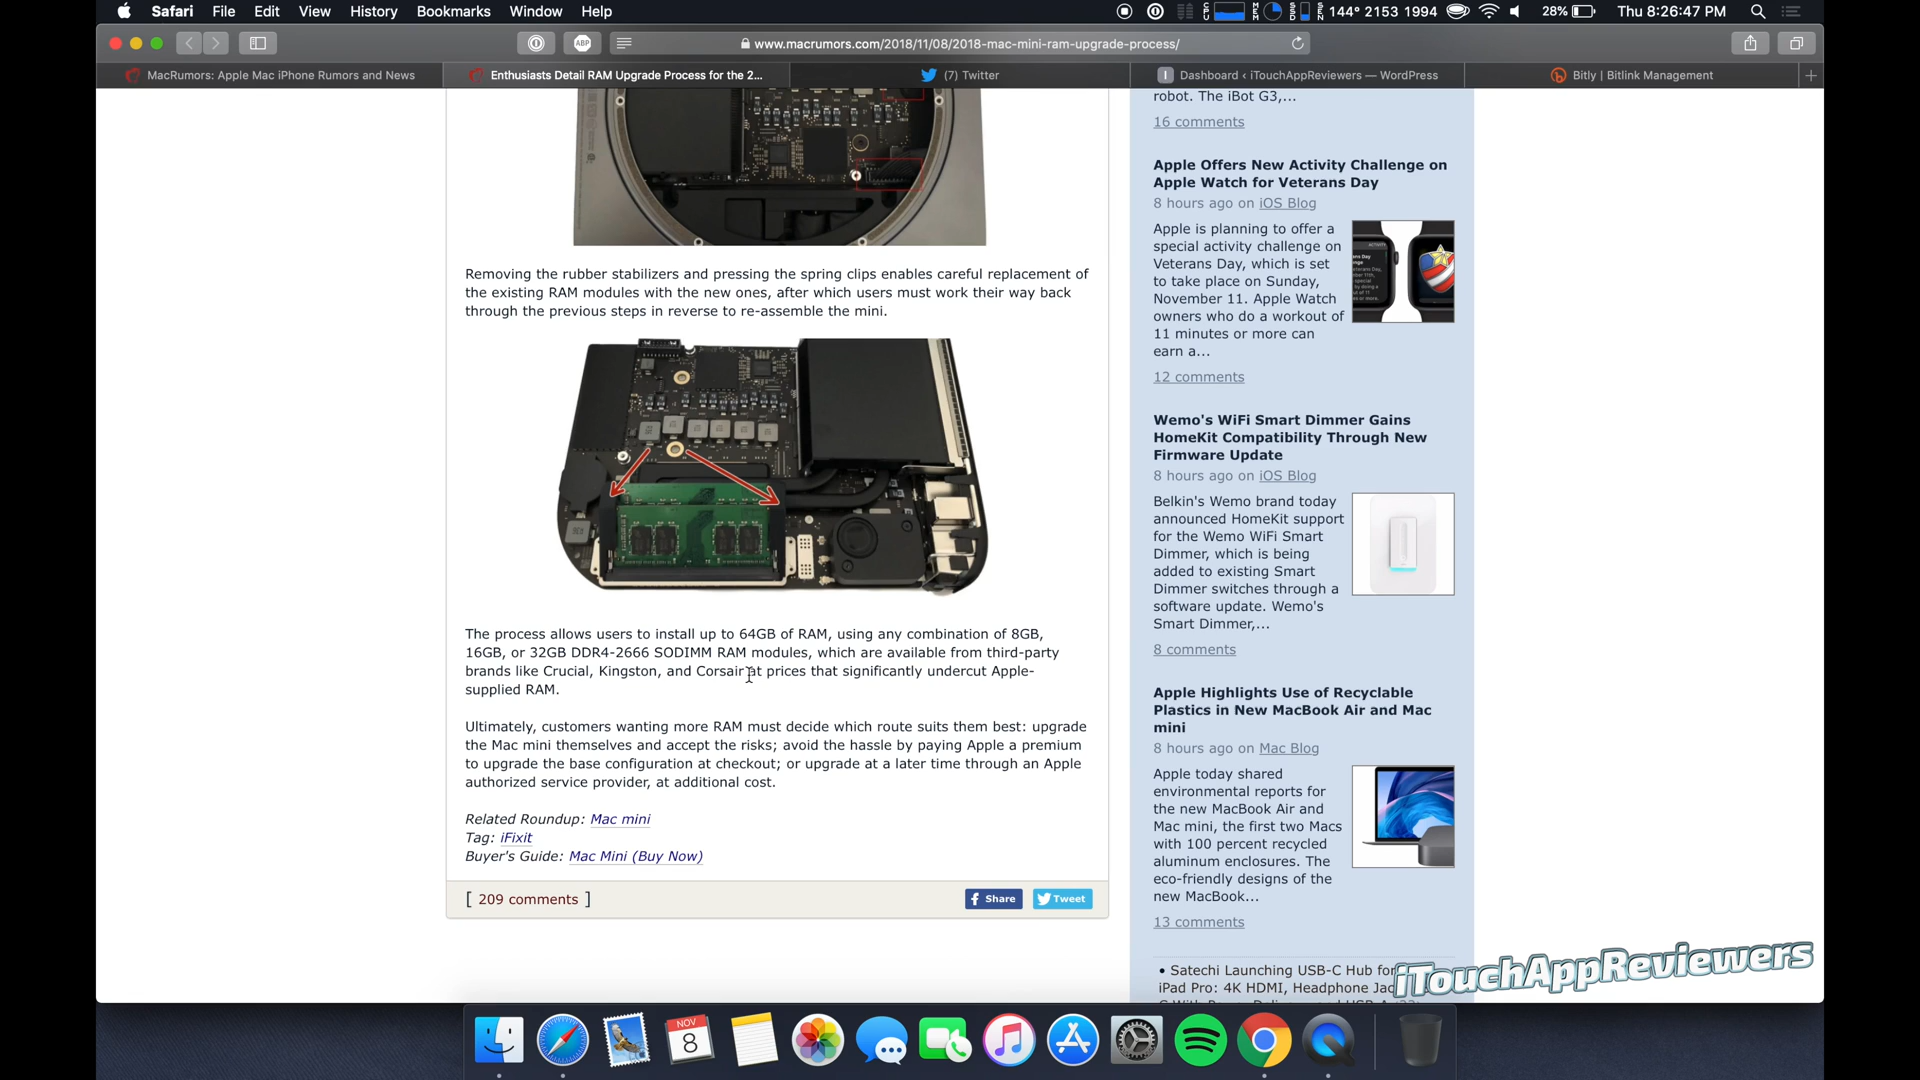 Safari File Edit View History Bookmarks Window Help
CPU MEM SSD SEN 144° 2153 1994 28% Thu 8:26:47 PM
ABP www.macrumors.com/2018/11/08/2018-mac-mini-ram-upgrade-process/
MacRumors: Apple Mac iPhone Rumors and News
Enthusiasts Detail RAM Upgrade Process for the 2...
(7) Twitter
Dashboard ‹ iTouchAppReviewers — WordPress
Bitly | Bitlink Management
Removing the rubber stabilizers and pressing the spring clips enables careful replacement of
the existing RAM modules with the new ones, after which users must work their way back
through the previous steps in reverse to re-assemble the mini.
The process allows users to install up to 64GB of RAM, using any combination of 8GB,
16GB, or 32GB DDR4-2666 SODIMM RAM modules, which are available from third-party
brands like Crucial, Kingston, and Corsair at prices that significantly undercut Apple-
supplied RAM.
Ultimately, customers wanting more RAM must decide which route suits them best: upgrade
the Mac mini themselves and accept the risks; avoid the hassle by paying Apple a premium
to upgrade the base configuration at checkout; or upgrade at a later time through an Apple
authorized service provider, at additional cost.
Related Roundup: Mac mini
Tag: iFixit
Buyer's Guide: Mac Mini (Buy Now)
[ 209 comments ]
Share
Tweet
robot. The iBot G3,...
16 comments
Apple Offers New Activity Challenge on
Apple Watch for Veterans Day
8 hours ago on iOS Blog
Apple is planning to offer a
special activity challenge on
Veterans Day, which is set
to take place on Sunday,
November 11. Apple Watch
owners who do a workout of
11 minutes or more can
earn a...
12 comments
Wemo's WiFi Smart Dimmer Gains
HomeKit Compatibility Through New
Firmware Update
8 hours ago on iOS Blog
Belkin's Wemo brand today
announced HomeKit support
for the Wemo WiFi Smart
Dimmer, which is being
added to existing Smart
Dimmer switches through a
software update. Wemo's
Smart Dimmer,...
8 comments
Apple Highlights Use of Recyclable
Plastics in New MacBook Air and Mac
mini
8 hours ago on Mac Blog
Apple today shared
environmental reports for
the new MacBook Air and
Mac mini, the first two Macs
with 100 percent recycled
aluminum enclosures. The
eco-friendly designs of the
new MacBook...
13 comments
• Satechi Launching USB-C Hub for
iPad Pro: 4K HDMI, Headphone Jac
iTouchAppReviewers
NOV
8